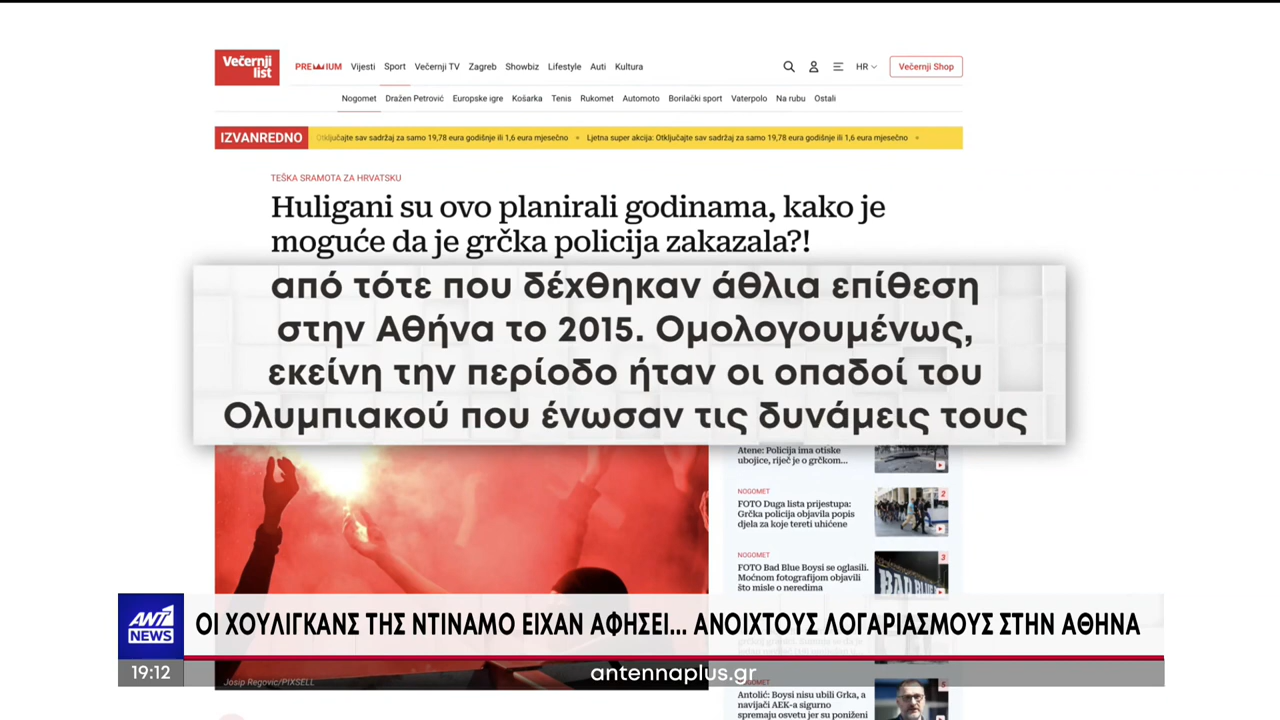 Večernji
list
PREMIUM Vijesti Sport Večernji TV Zagreb Showbiz Lifestyle Auti Kultura
HR
Večernji Shop
Nogomet Dražen Petrović Europske igre Košarka Tenis Rukomet Automoto Borilački sport Vaterpolo Na rubu Ostali
IZVANREDNO
Otključajte sav sadržaj za samo 19,78 eura godišnje ili 1,6 eura mjesečno • Ljetna super akcija: Otključajte sav sadržaj za samo 19,78 eura godišnje ili 1,6 eura mjesečno •
TEŠKA SRAMOTA ZA HRVATSKU
Huligani su ovo planirali godinama, kako je
moguće da je grčka policija zakazala?!
από τότε που δέχθηκαν άθλια επίθεση
στην Αθήνα το 2015. Ομολογουμένως,
εκείνη την περίοδο ήταν οι οπαδοί του
Ολυμπιακού που ένωσαν τις δυνάμεις τους
Atene: Policija ima otiske
ubojice, riječ je o grčkom...
NOGOMET
FOTO Duga lista prijestupa:
Grčka policija objavila popis
djela za koje tereti uhićene
2
NOGOMET
FOTO Bad Blue Boysi se oglasili.
Moćnom fotografijom objavili
što misle o neredima
3
BAD BLUE
ANT1
NEWS
ΟΙ ΧΟΥΛΙΓΚΑΝΣ ΤΗΣ ΝΤΙΝΑΜΟ ΕΙΧΑΝ ΑΦΗΣΕΙ... ΑΝΟΙΧΤΟΥΣ ΛΟΓΑΡΙΑΣΜΟΥΣ ΣΤΗΝ ΑΘΗΝΑ
19:12
antennaplus.gr
Josip Regovic/PIXSELL
5
Antolić: Boysi nisu ubili Grka, a
navijači AEK-a sigurno
spremaju osvetu jer su poniženi